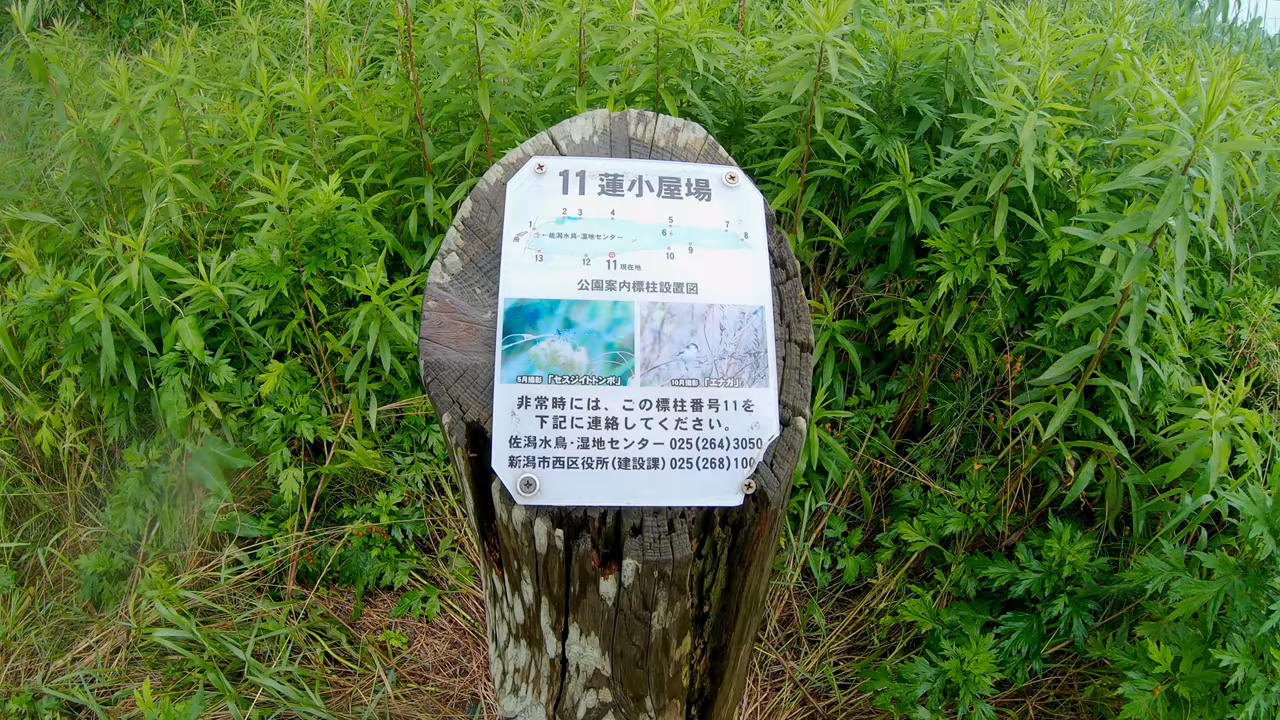 11 蓮小屋場
2 3 4 5 7
1 6 8
←佐潟水鳥・湿地センター
9
13 12 11 現在地 10
公園案内標柱設置図
5月撮影「セスジイトトンボ」 10月撮影「エナガ」
非常時には、この標柱番号11を
下記に連絡してください。
佐潟水鳥・湿地センター 025(264)3050
新潟市西区役所(建設課) 025(268)100